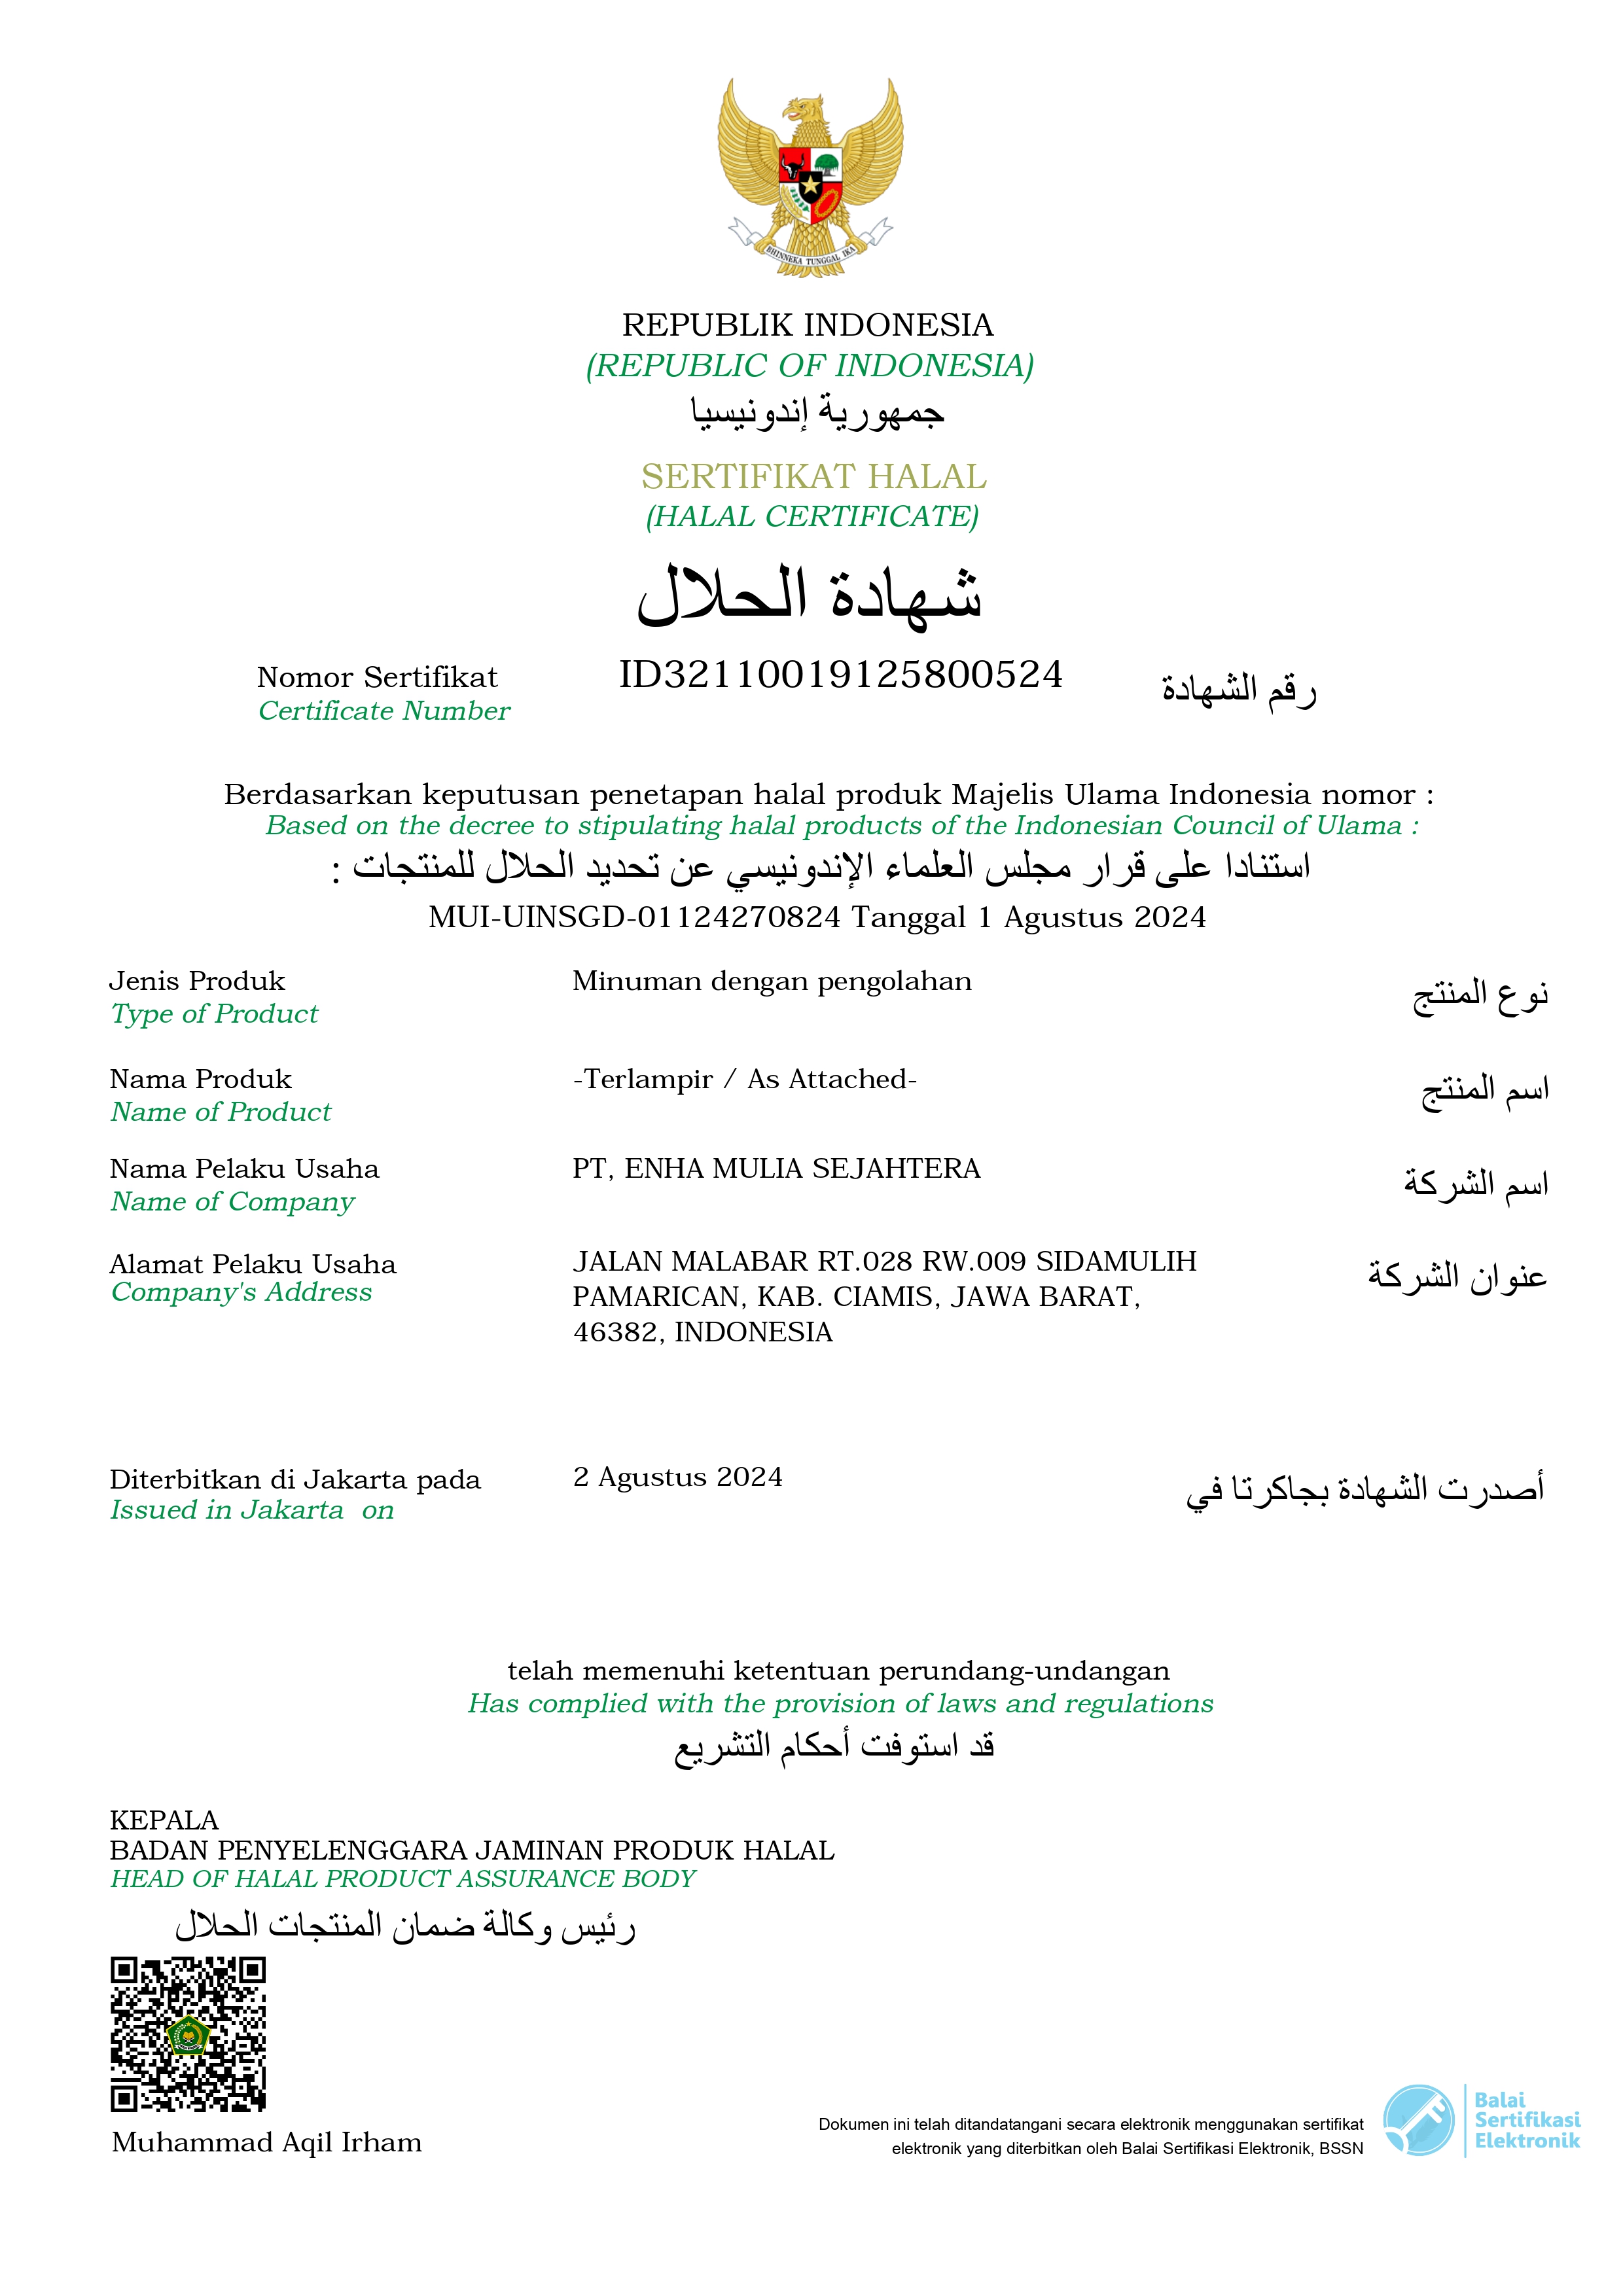 BHINNEKA TUNGGAL IKA
REPUBLIK INDONESIA
(REPUBLIC OF INDONESIA)
جمهورية إندونيسيا
SERTIFIKAT HALAL
(HALAL CERTIFICATE)
شهادة الحلال
Nomor Sertifikat
Certificate Number
ID32110019125800524
رقم الشهادة
Berdasarkan keputusan penetapan halal produk Majelis Ulama Indonesia nomor :
Based on the decree to stipulating halal products of the Indonesian Council of Ulama :
استنادا على قرار مجلس العلماء الإندونيسي عن تحديد الحلال للمنتجات :
MUI-UINSGD-01124270824 Tanggal 1 Agustus 2024
Jenis Produk
Type of Product
Minuman dengan pengolahan
نوع المنتج
Nama Produk
Name of Product
-Terlampir / As Attached-
اسم المنتج
Nama Pelaku Usaha
Name of Company
PT, ENHA MULIA SEJAHTERA
اسم الشركة
Alamat Pelaku Usaha
Company's Address
JALAN MALABAR RT.028 RW.009 SIDAMULIH
PAMARICAN, KAB. CIAMIS, JAWA BARAT,
46382, INDONESIA
عنوان الشركة
Diterbitkan di Jakarta pada
Issued in Jakarta on
2 Agustus 2024
أصدرت الشهادة بجاكرتا في
telah memenuhi ketentuan perundang-undangan
Has complied with the provision of laws and regulations
قد استوفت أحكام التشريع
KEPALA
BADAN PENYELENGGARA JAMINAN PRODUK HALAL
HEAD OF HALAL PRODUCT ASSURANCE BODY
رئيس وكالة ضمان المنتجات الحلال
Muhammad Aqil Irham
Dokumen ini telah ditandatangani secara elektronik menggunakan sertifikat
elektronik yang diterbitkan oleh Balai Sertifikasi Elektronik, BSSN
Balai
Sertifikasi
Elektronik